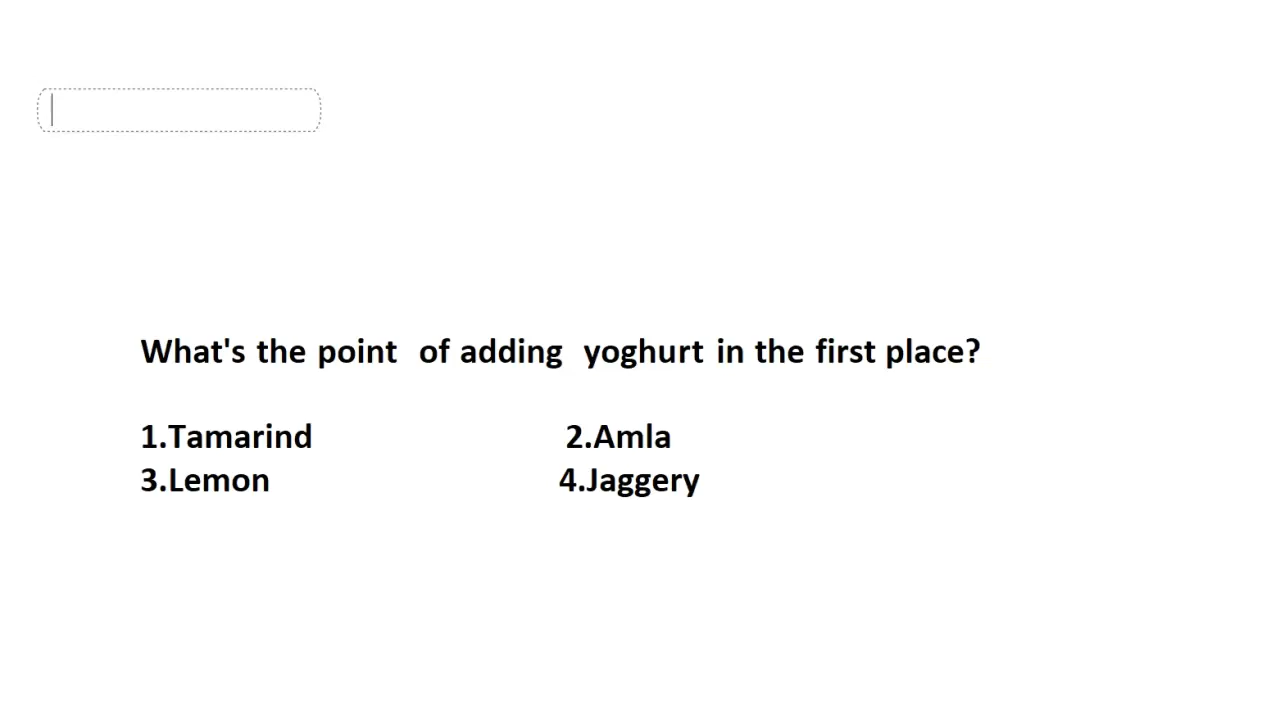 What's the point of adding yoghurt in the first place?
1.Tamarind 2.Amla
3.Lemon 4.Jaggery